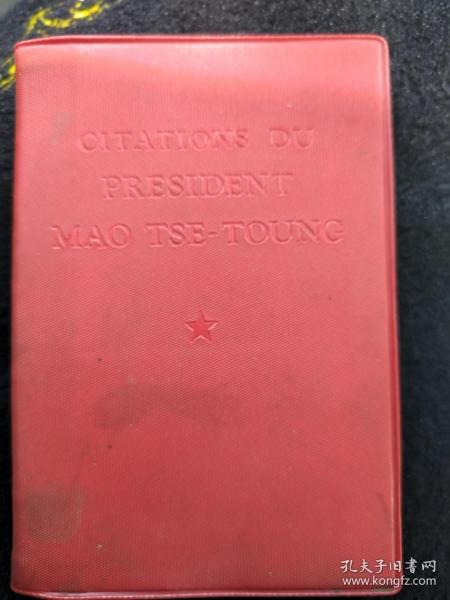 CITATIONS DU
PRESIDENT
MAO TSE-TOUNG
孔夫子旧书网
www.kongfz.com